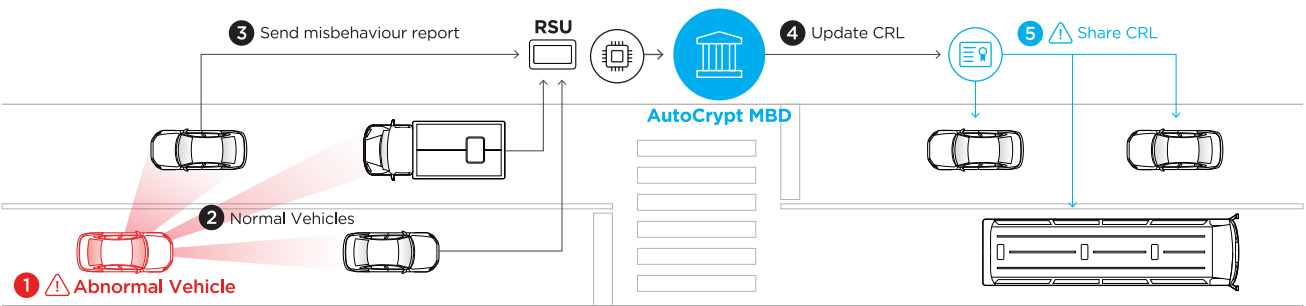 3 Send misbehaviour report
RSU
4 Update CRL
5 Share CRL
AutoCrypt MBD
2 Normal Vehicles
1 Abnormal Vehicle